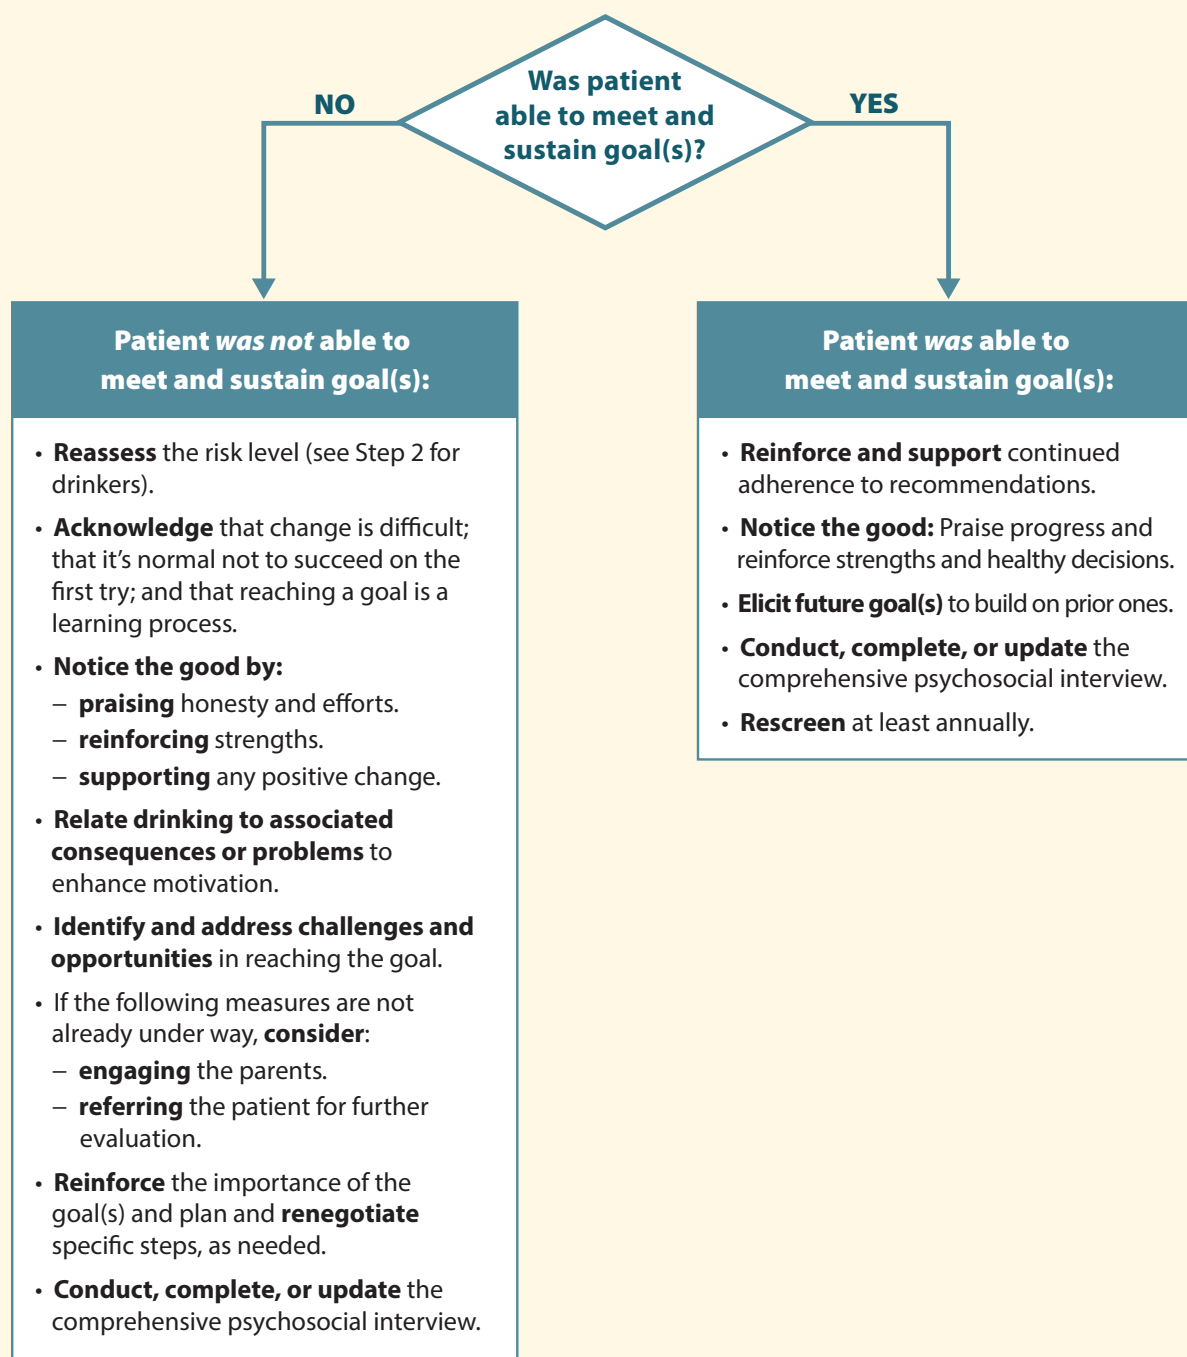 Was patient
able to meet and
sustain goal(s)?
NO
YES
Patient was not able to
meet and sustain goal(s):
• Reassess the risk level (see Step 2 for
drinkers).
• Acknowledge that change is difficult;
that it's normal not to succeed on the
first try; and that reaching a goal is a
learning process.
• Notice the good by:
– praising honesty and efforts.
– reinforcing strengths.
– supporting any positive change.
• Relate drinking to associated
consequences or problems to
enhance motivation.
• Identify and address challenges and
opportunities in reaching the goal.
• If the following measures are not
already under way, consider:
– engaging the parents.
– referring the patient for further
evaluation.
• Reinforce the importance of the
goal(s) and plan and renegotiate
specific steps, as needed.
• Conduct, complete, or update the
comprehensive psychosocial interview.
Patient was able to
meet and sustain goal(s):
• Reinforce and support continued
adherence to recommendations.
• Notice the good: Praise progress and
reinforce strengths and healthy decisions.
• Elicit future goal(s) to build on prior ones.
• Conduct, complete, or update the
comprehensive psychosocial interview.
• Rescreen at least annually.